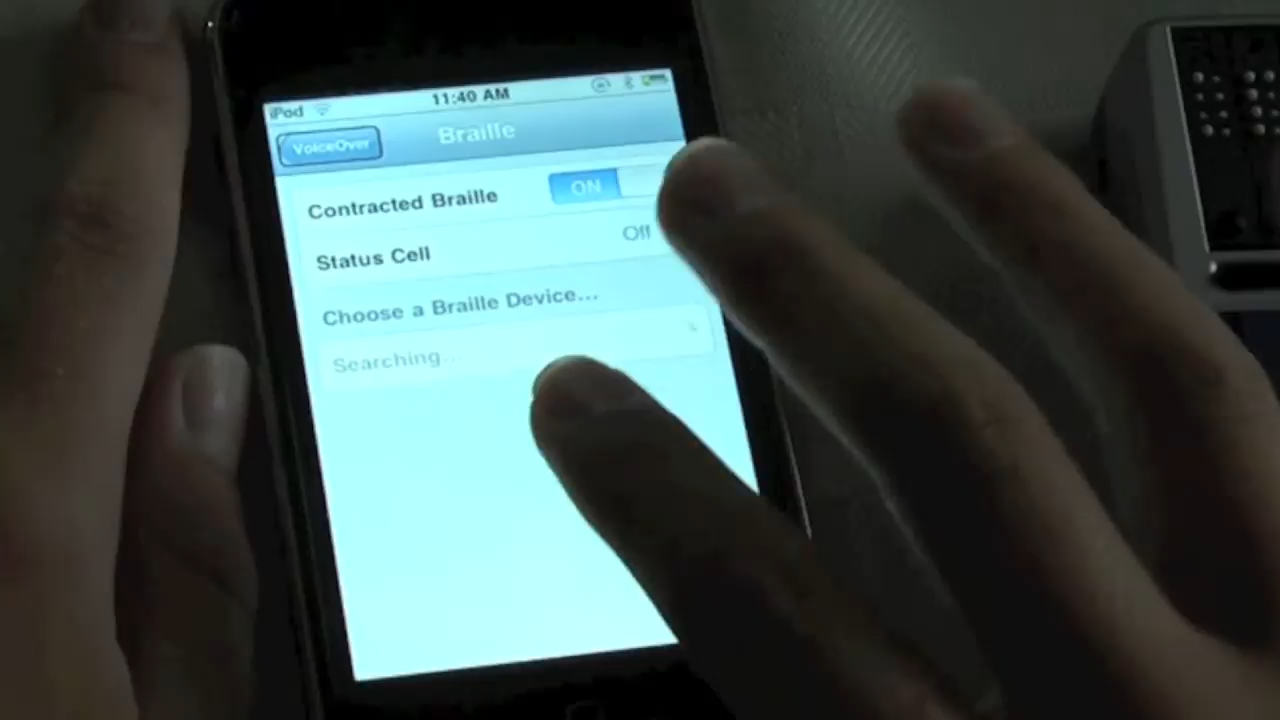 iPod 11:40 AM
VoiceOver Braille
Contracted Braille ON
Status Cell Off
Choose a Braille Device...
Searching...